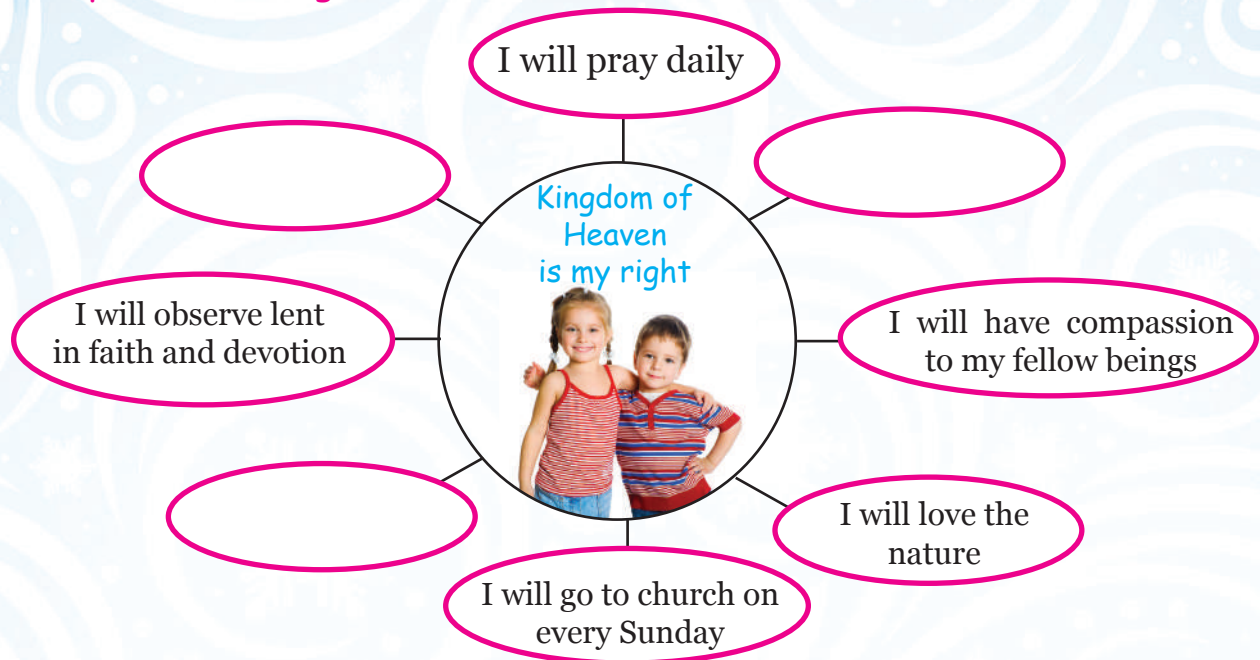 I will pray daily
Kingdom of
Heaven
is my right
I will observe lent
in faith and devotion
I will have compassion
to my fellow beings
I will love the
nature
I will go to church on
every Sunday